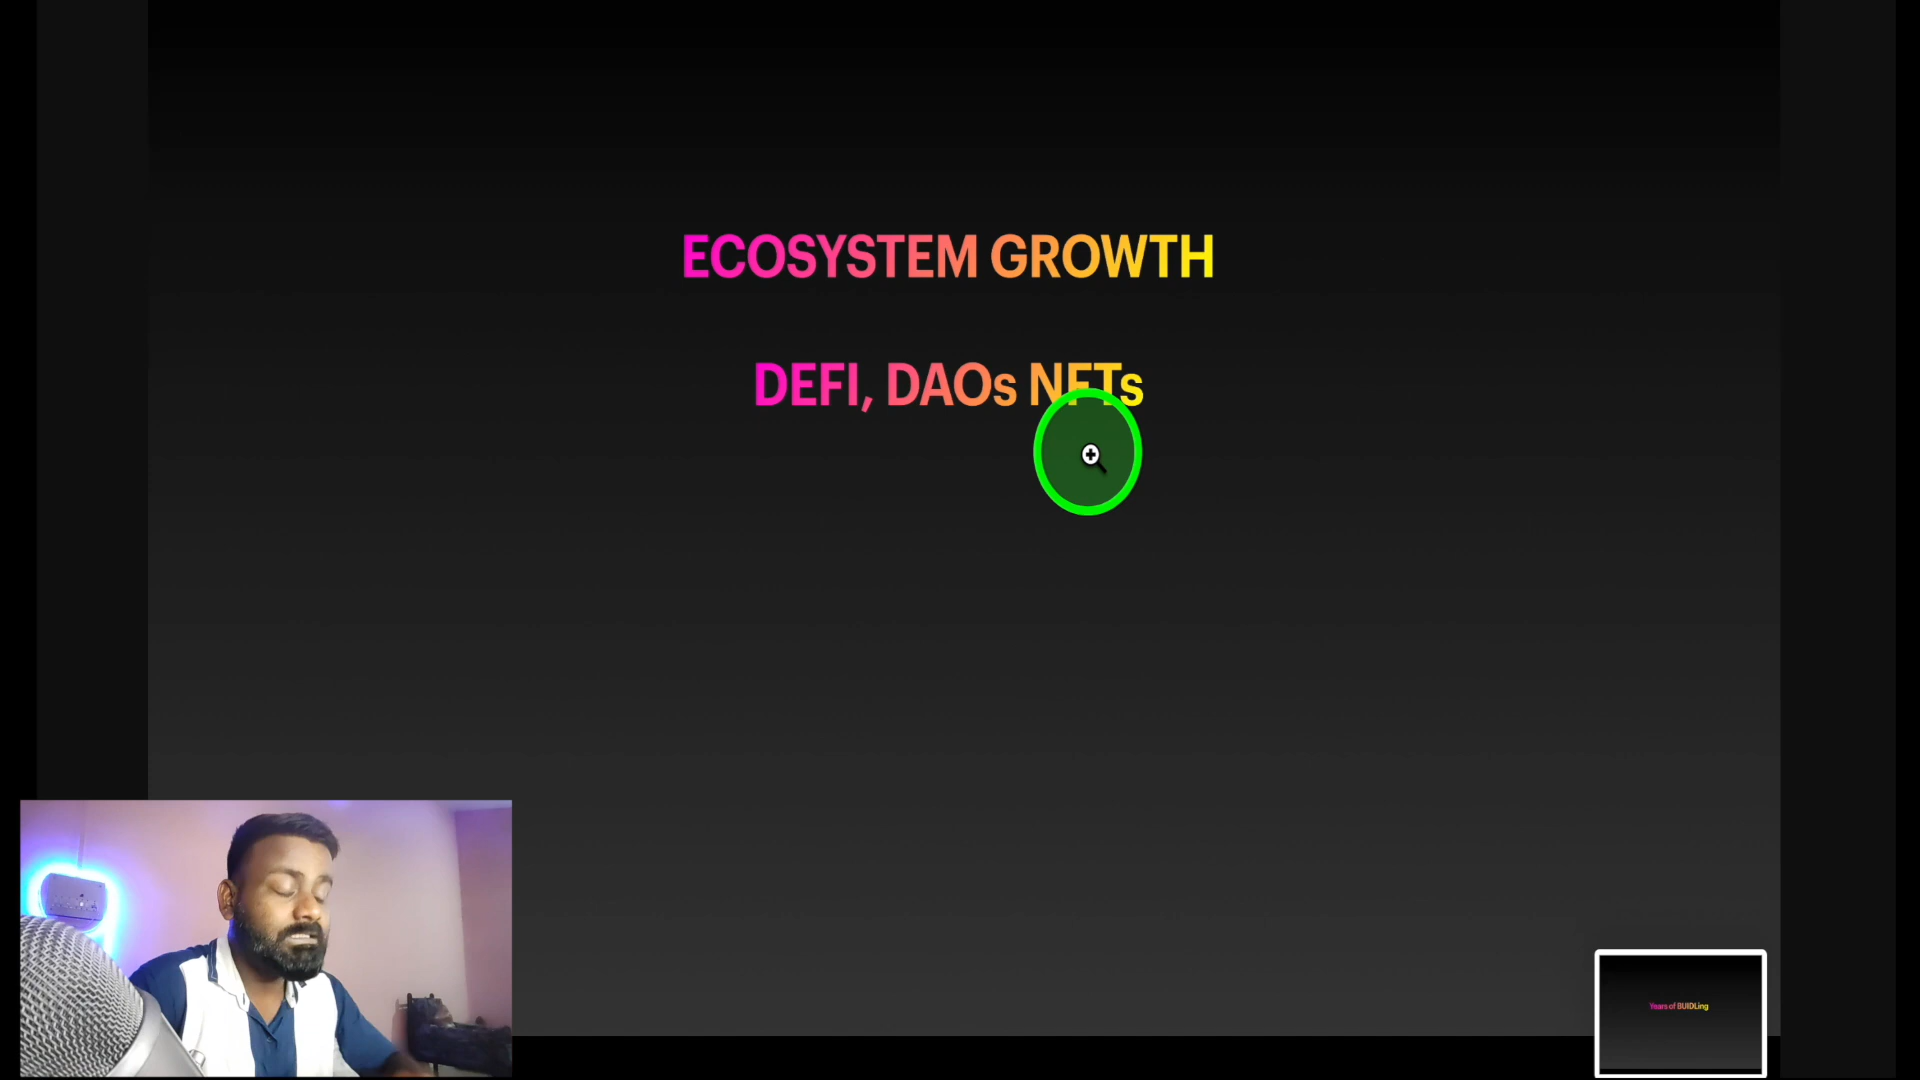 ECOSYSTEM GROWTH
DEFI, DAOs NFTs
Years of BUIDLing